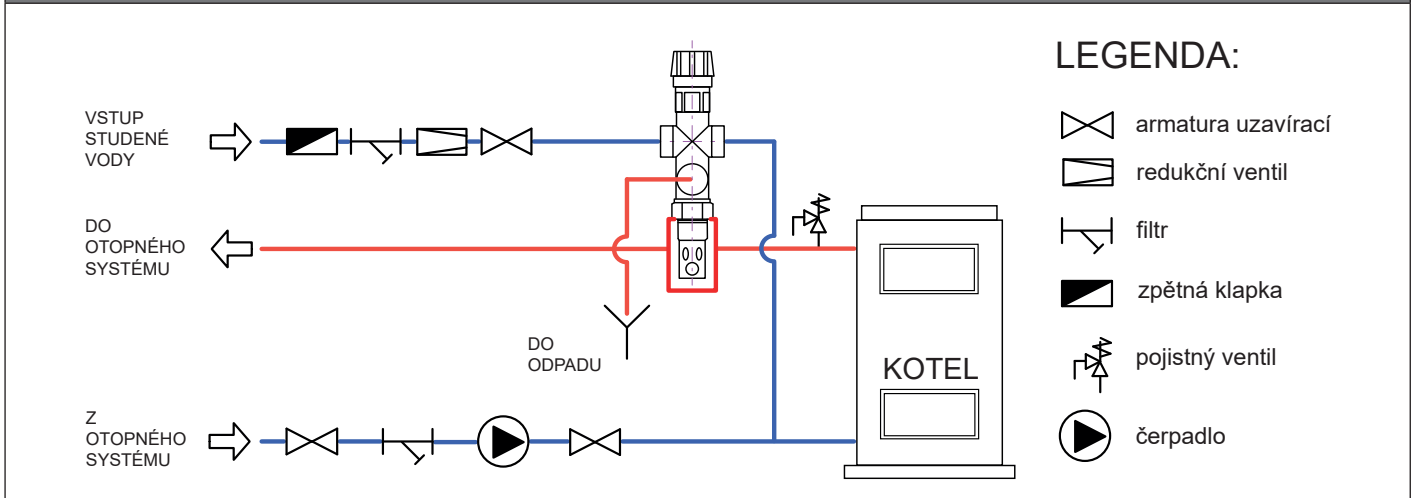 VSTUP
STUDENÉ
VODY
DO
OTOPNÉHO
SYSTÉMU
DO
ODPADU
Z
OTOPNÉHO
SYSTÉMU
KOTEL
LEGENDA:
armatura uzavírací
redukční ventil
filtr
zpětná klapka
pojistný ventil
čerpadlo